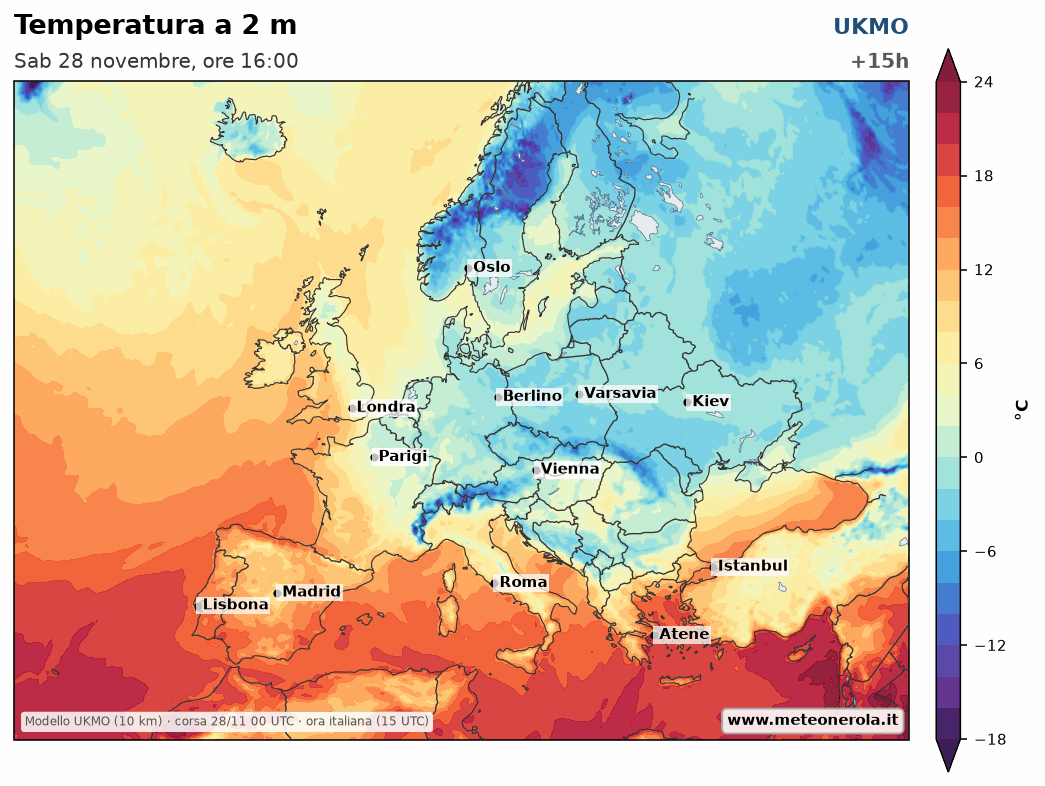 Temperatura a 2 m
UKMO
Sab 28 novembre, ore 16:00
+15h
24
18
12
6
0
−6
−12
−18
°C
Oslo
Londra
Berlino
Varsavia
Kiev
Parigi
Vienna
Istanbul
Roma
Madrid
Lisbona
Atene
Modello UKMO (10 km) · corsa 28/11 00 UTC · ora italiana (15 UTC)
www.meteonerola.it